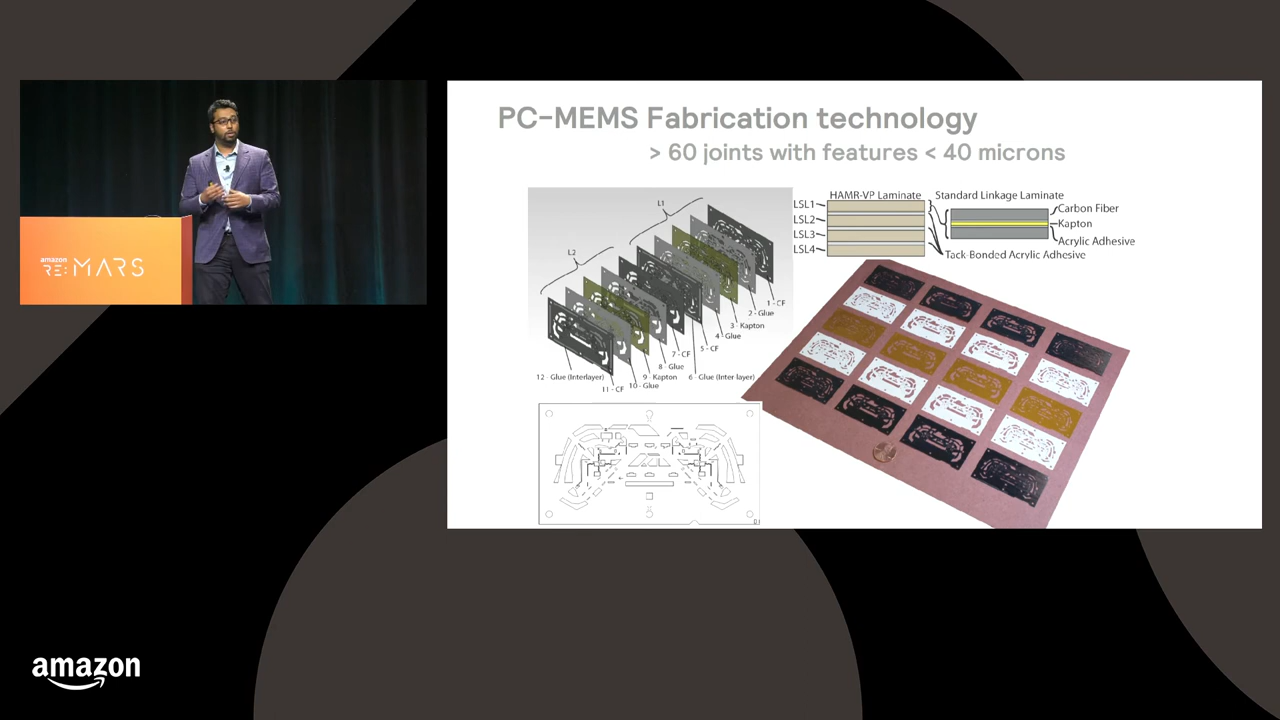 PC-MEMS Fabrication technology
> 60 joints with features < 40 microns
amazon
RE:MARS
L1
L2
1 - CF
2 - Glue
3 - Kapton
4 - Glue
5 - CF
6 - Glue (Inter layer)
7 - CF
8 - Glue
9 - Kapton
10 - Glue
11 - CF
12 - Glue (Interlayer)
HAMR-VP Laminate
Standard Linkage Laminate
LSL1
LSL2
LSL3
LSL4
Carbon Fiber
Kapton
Acrylic Adhesive
Tack-Bonded Acrylic Adhesive
amazon